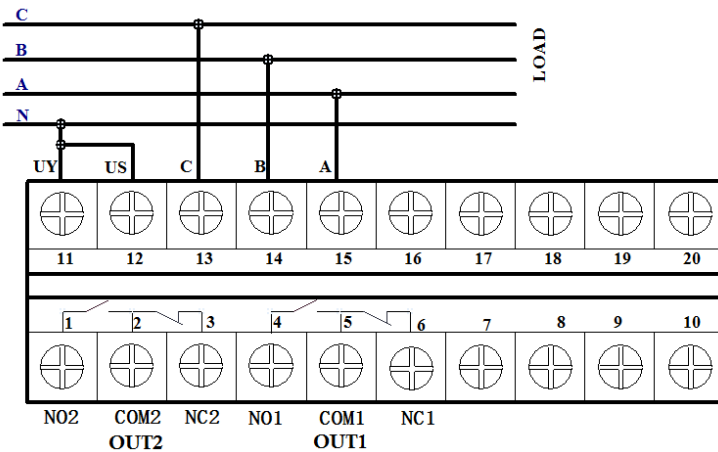 C
B
LOAD
A
N
UY US C B A
11 12 13 14 15 16 17 18 19 20
1 2 3 4 5 6 7 8 9 10
NO2 COM2 NC2 NO1 COM1 NC1
OUT2 OUT1